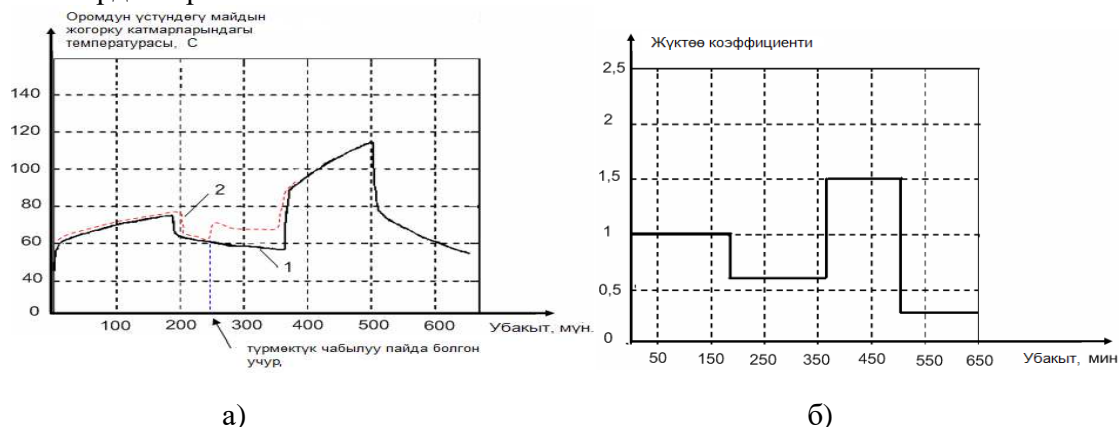 Оромдун үстүндөгү майдын
жогорку катмарларындагы
температурасы, С
140
120
100
80
60
40
0
2
1
100 200 300 400 500 600
Убакыт, мүн.
түрмөктүк чабылуу пайда болгон
учур,
а)
Жүктөө коэффициенти
2,5
2
1,5
1
0,5
0
50 150 250 350 450 550 650
Убакыт, мин
б)